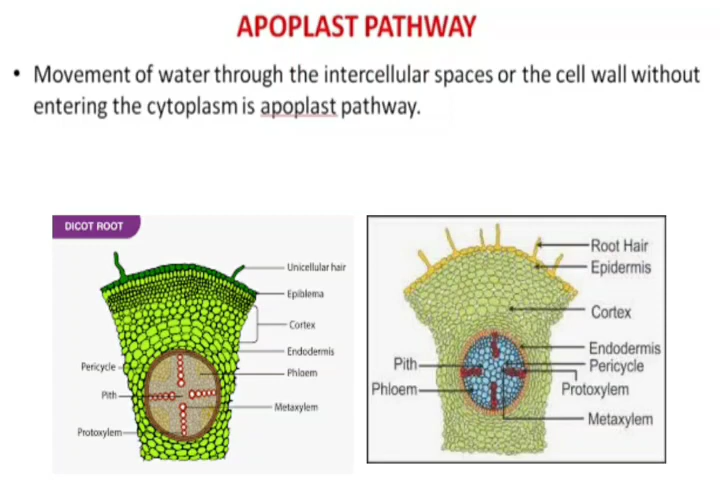 APOPLAST PATHWAY
• Movement of water through the intercellular spaces or the cell wall without
entering the cytoplasm is apoplast pathway.
DICOT ROOT
Unicellular hair
Epiblema
Cortex
Endodermis
Pericycle
Phloem
Pith
Metaxylem
Protoxylem
Root Hair
Epidermis
Cortex
Endodermis
Pith
Pericycle
Phloem
Protoxylem
Metaxylem